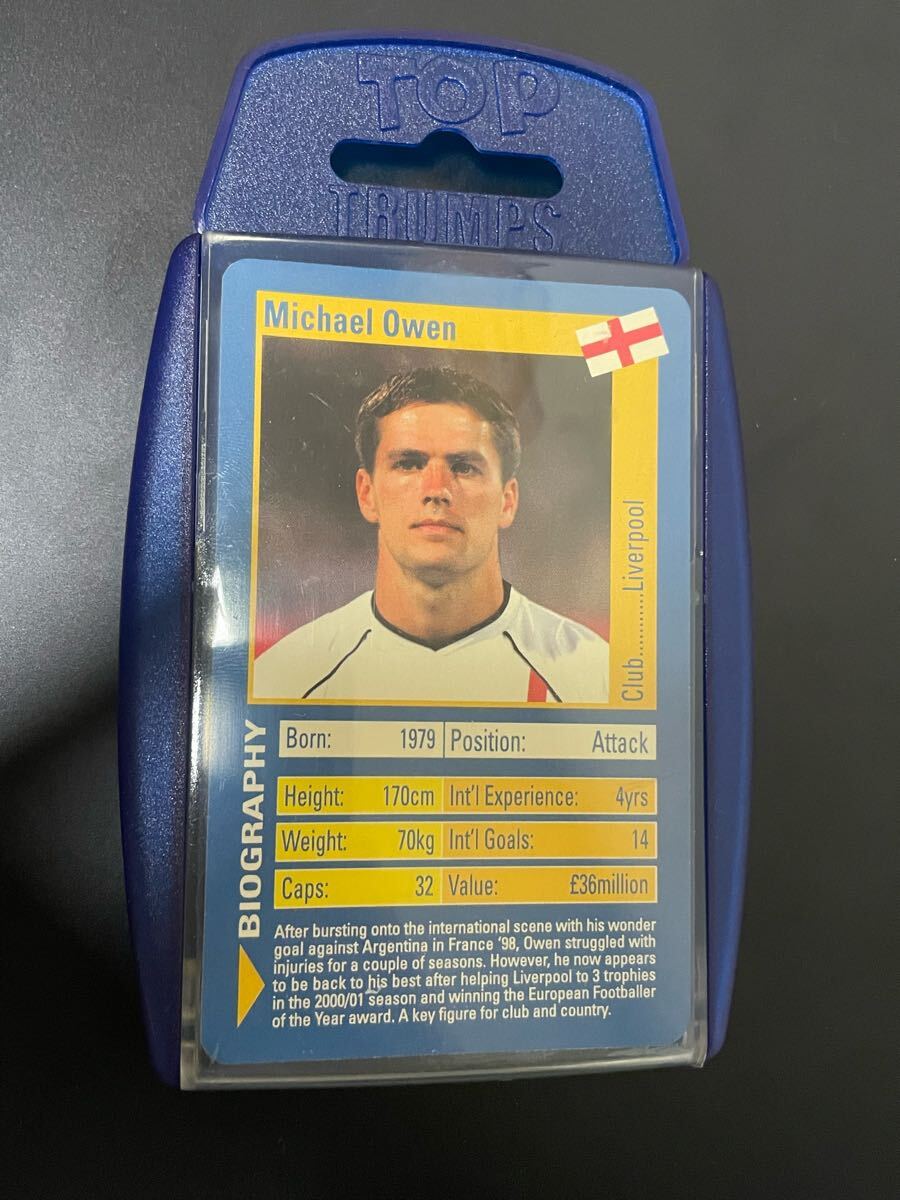 TOP
TRUMPS
Michael Owen
Club...........Liverpool
BIOGRAPHY
Born: 1979 Position: Attack
Height: 170cm Int'l Experience: 4yrs
Weight: 70kg Int'l Goals: 14
Caps: 32 Value: £36million
After bursting onto the international scene with his wonder
goal against Argentina in France '98, Owen struggled with
injuries for a couple of seasons. However, he now appears
to be back to his best after helping Liverpool to 3 trophies
in the 2000/01 season and winning the European Footballer
of the Year award. A key figure for club and country.